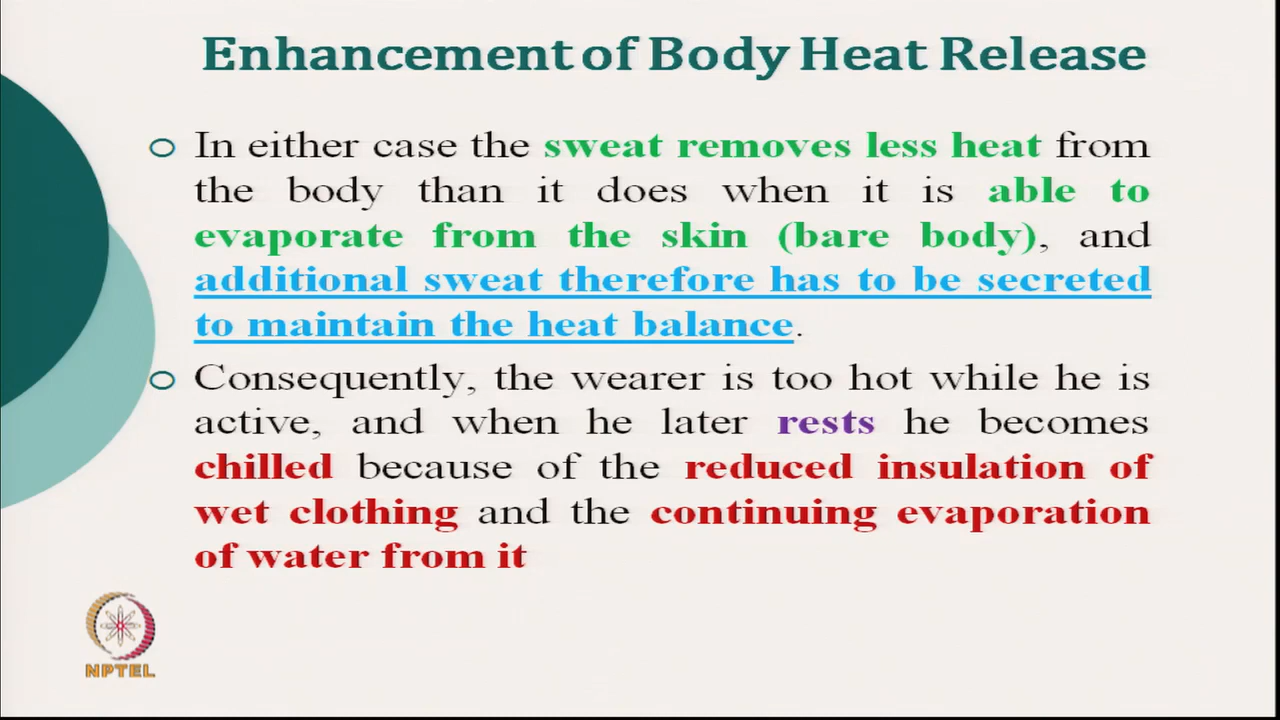 Enhancement of Body Heat Release
In either case the sweat removes less heat from
the body than it does when it is able to
evaporate from the skin (bare body), and
additional sweat therefore has to be secreted
to maintain the heat balance.
Consequently, the wearer is too hot while he is
active, and when he later rests he becomes
chilled because of the reduced insulation of
wet clothing and the continuing evaporation
of water from it
NPTEL